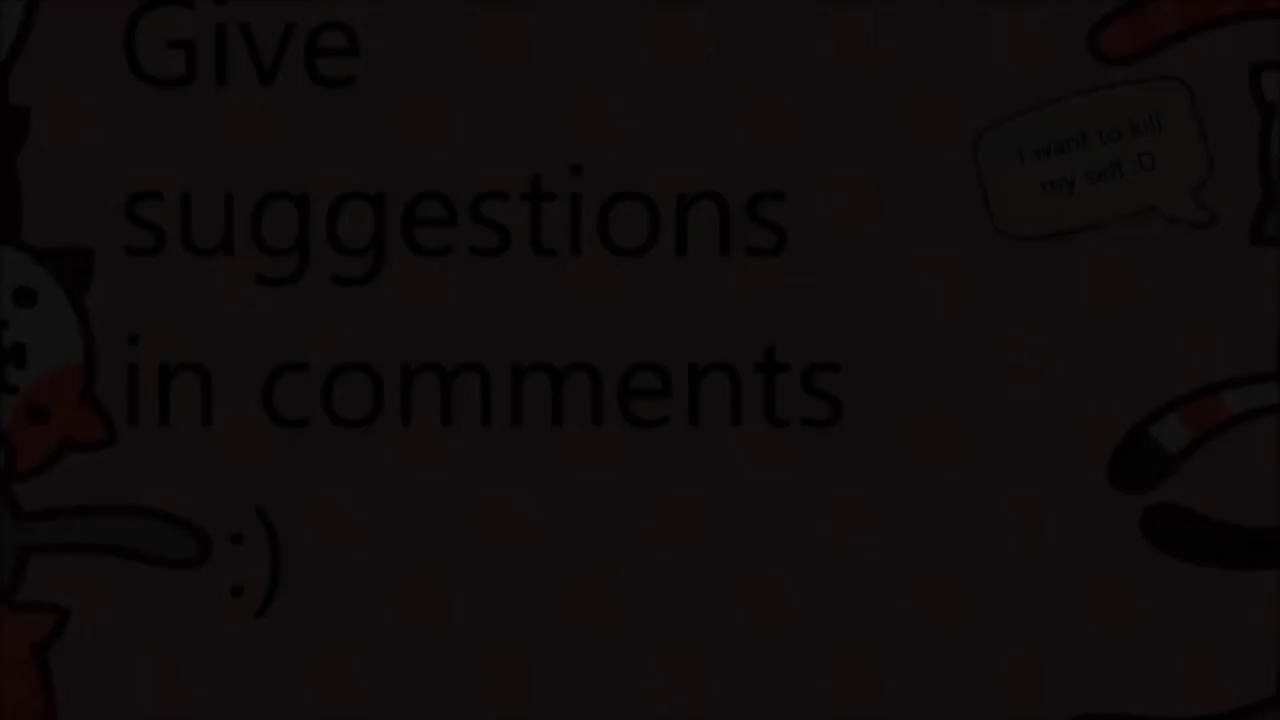 Give
suggestions
in comments
:)
i want to kill
my self :D